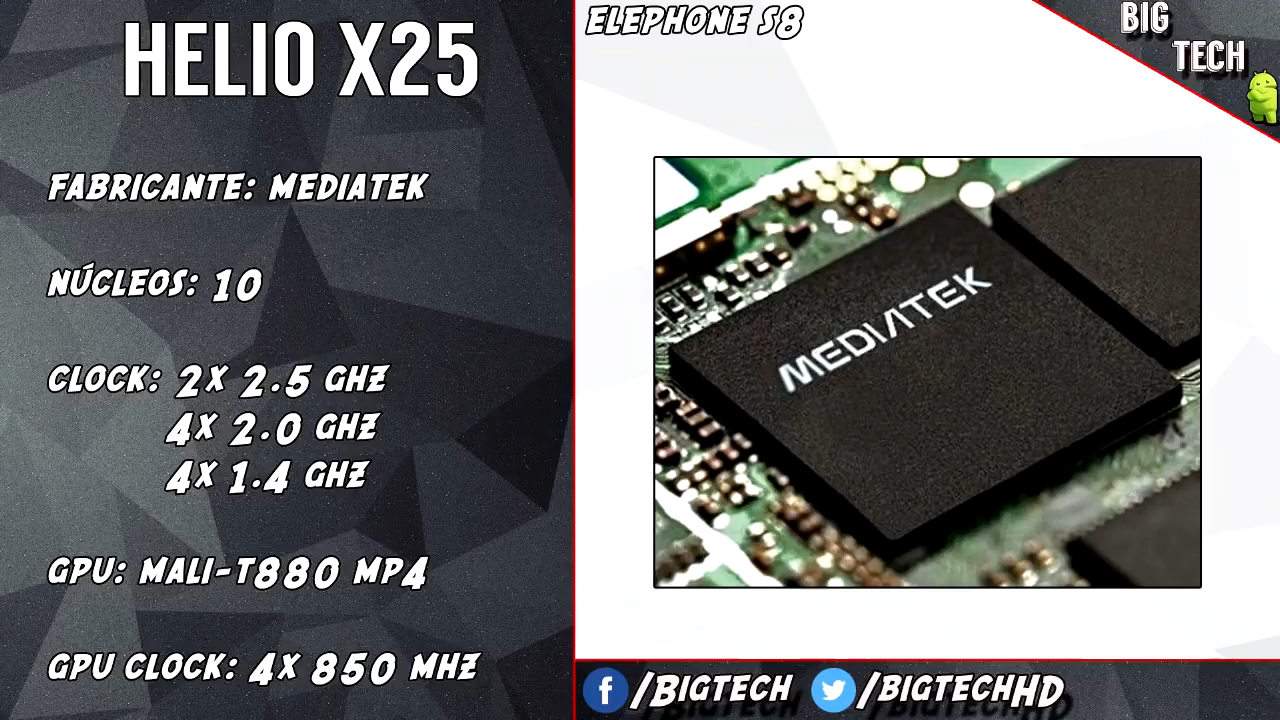 HELIO X25
FABRICANTE: MEDIATEK
NÚCLEOS: 10
CLOCK: 2X 2.5 GHZ
4X 2.0 GHZ
4X 1.4 GHZ
GPU: MALI-T880 MP4
GPU CLOCK: 4X 850 MHZ
ELEPHONE S8
BIG
TECH
MEDIATEK
f/BIGTECH
/BIGTECHHD